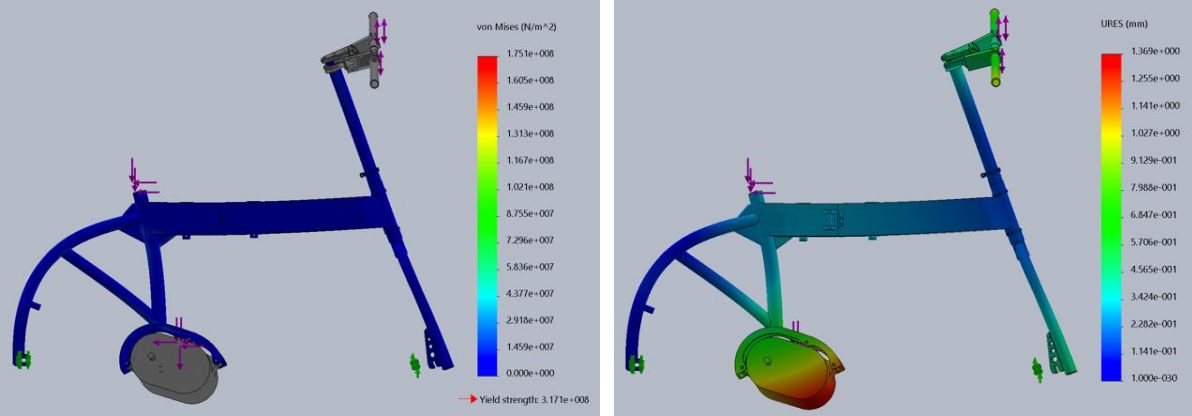 von Mises (N/m^2)
1.751e+008
1.605e+008
1.459e+008
1.313e+008
1.167e+008
1.021e+008
8.755e+007
7.296e+007
5.836e+007
4.377e+007
2.918e+007
1.459e+007
0.000e+000
Yield strength: 3.171e+008
URES (mm)
1.369e+000
1.255e+000
1.141e+000
1.027e+000
9.129e-001
7.988e-001
6.847e-001
5.706e-001
4.565e-001
3.424e-001
2.282e-001
1.141e-001
1.000e-030